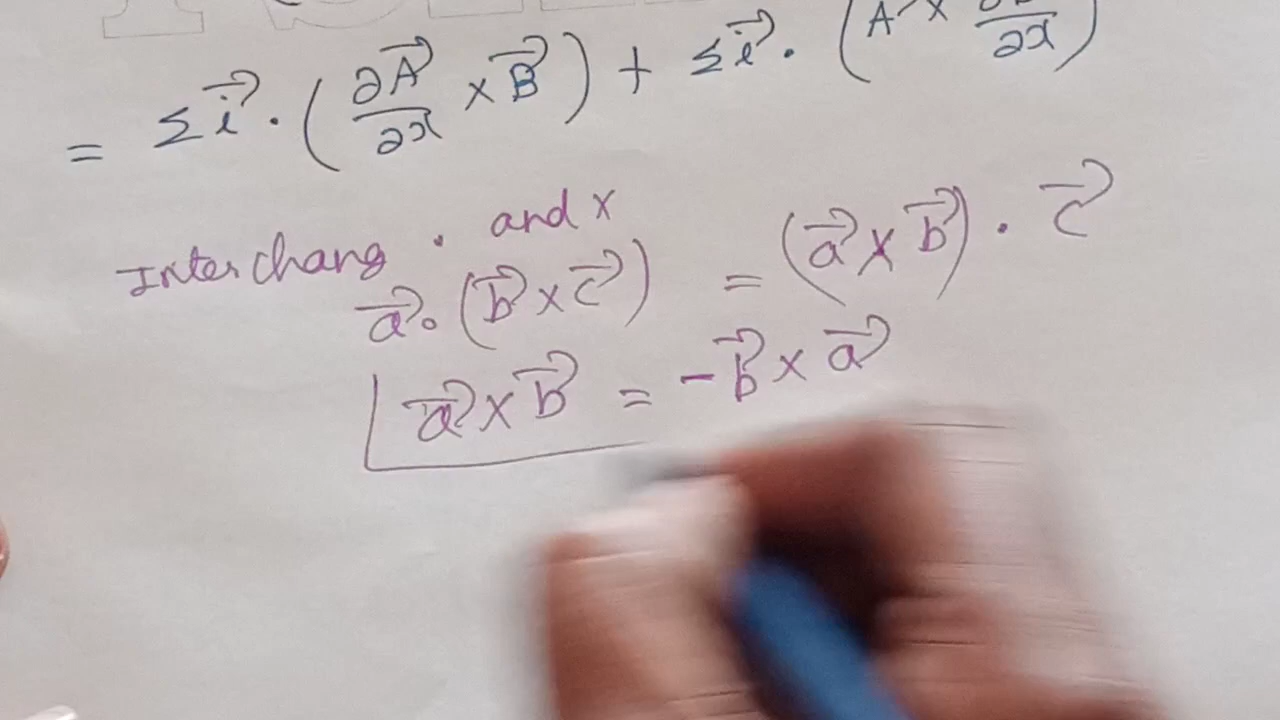 = Σi⃗ · (∂A⃗/∂x × B⃗) + Σi⃗ · (A⃗ × ∂B⃗/∂x)
Interchang · and ×
a⃗ · (b⃗ × c⃗) = (a⃗ × b⃗) · c⃗
a⃗ × b⃗ = -b⃗ × a⃗